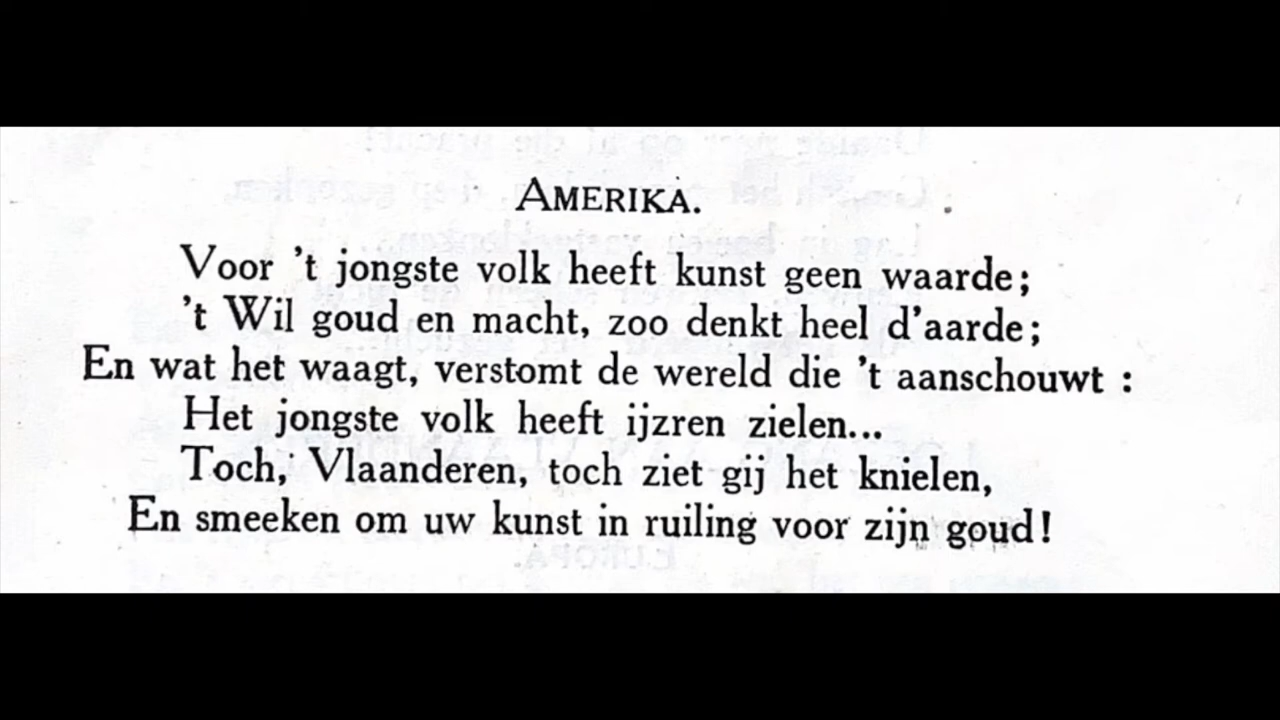 AMERIKA.
Voor 't jongste volk heeft kunst geen waarde;
't Wil goud en macht, zoo denkt heel d'aarde;
En wat het waagt, verstomt de wereld die 't aanschouwt :
Het jongste volk heeft ijzren zielen...
Toch, Vlaanderen, toch ziet gij het knielen,
En smeeken om uw kunst in ruiling voor zijn goud!
EUROPA.